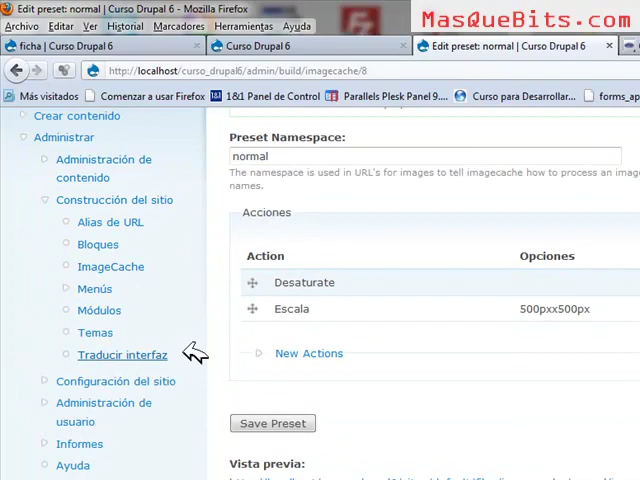 Edit preset: normal | Curso Drupal 6 - Mozilla Firefox
MasQueBits.com
Archivo Editar Ver Historial Marcadores Herramientas Ayuda
ficha | Curso Drupal 6
Curso Drupal 6
Edit preset: normal | Curso Drupal 6
http://localhost/curso_drupal6/admin/build/imagecache/8
Más visitados Comenzar a usar Firefox 1&1 Panel de Control Parallels Plesk Panel 9.... Curso para Desarrollar... forms_ap
Crear contenido
Administrar
Administración de
contenido
Construcción del sitio
Alias de URL
Bloques
ImageCache
Menús
Módulos
Temas
Traducir interfaz
Configuración del sitio
Administración de
usuario
Informes
Ayuda
Preset Namespace:
normal
The namespace is used in URL's for images to tell imagecache how to process an image
names.
Acciones
Action Opciones
Desaturate
Escala 500pxx500px
New Actions
Save Preset
Vista previa: